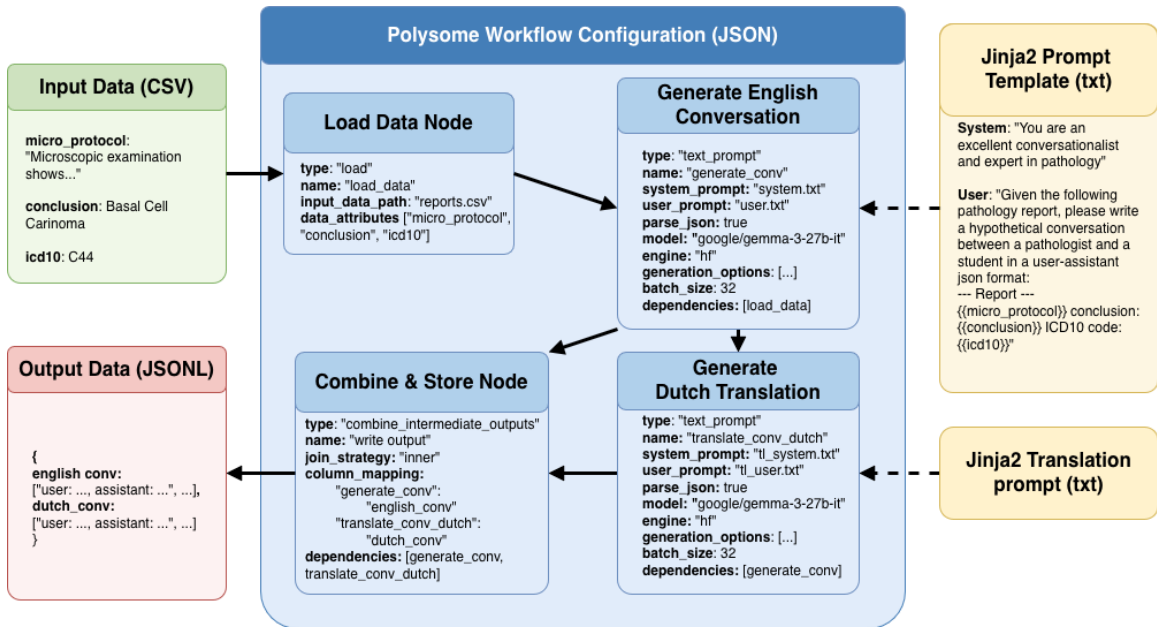 Polysome Workflow Configuration (JSON)
Input Data (CSV)
micro_protocol:
"Microscopic examination
shows..."
conclusion: Basal Cell
Carinoma
icd10: C44
Load Data Node
type: "load"
name: "load_data"
input_data_path: "reports.csv"
data_attributes ["micro_protocol",
"conclusion", "icd10"]
Generate English
Conversation
type: "text_prompt"
name: "generate_conv"
system_prompt: "system.txt"
user_prompt: "user.txt"
parse_json: true
model: "google/gemma-3-27b-it"
engine: "hf"
generation_options: [...]
batch_size: 32
dependencies: [load_data]
Jinja2 Prompt
Template (txt)
System: "You are an
excellent conversationalist
and expert in pathology"
User: "Given the following
pathology report, please write
a hypothetical conversation
between a pathologist and a
student in a user-assistant
json format:
--- Report ---
{{micro_protocol}} conclusion:
{{conclusion}} ICD10 code:
{{icd10}}"
Output Data (JSONL)
{
english conv:
["user: ..., assistant: ...", ...],
dutch_conv:
["user: ..., assistant: ...", ...]
}
Combine & Store Node
type: "combine_intermediate_outputs"
name: "write output"
join_strategy: "inner"
column_mapping:
"generate_conv":
"english_conv"
"translate_conv_dutch":
"dutch_conv"
dependencies: [generate_conv,
translate_conv_dutch]
Generate
Dutch Translation
type: "text_prompt"
name: "translate_conv_dutch"
system_prompt: "tl_system.txt"
user_prompt: "tl_user.txt"
parse_json: true
model: "google/gemma-3-27b-it"
engine: "hf"
generation_options: [...]
batch_size: 32
dependencies: [generate_conv]
Jinja2 Translation
prompt (txt)